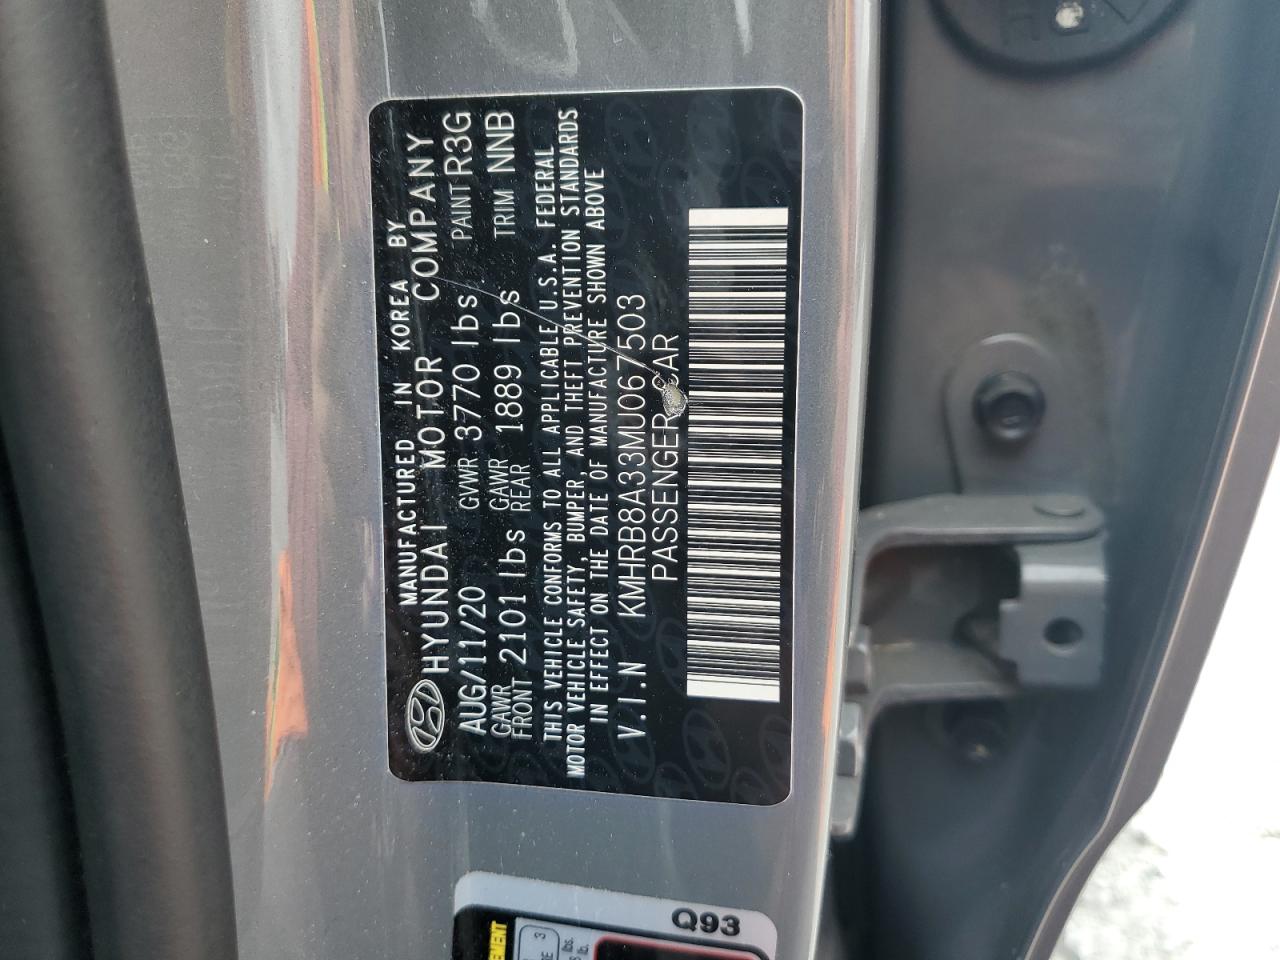 MANUFACTURED IN KOREA BY
HYUNDAI MOTOR COMPANY
AUG/11/20 GVWR 3770 lbs PAINT R3G
GAWR FRONT 2101 lbs GAWR REAR 1889 lbs TRIM NNB
THIS VEHICLE CONFORMS TO ALL APPLICABLE U.S.A. FEDERAL
MOTOR VEHICLE SAFETY, BUMPER, AND THEFT PREVENTION STANDARDS
IN EFFECT ON THE DATE OF MANUFACTURE SHOWN ABOVE
V.I.N KMHRB8A33MU067503
PASSENGER CAR
Q93